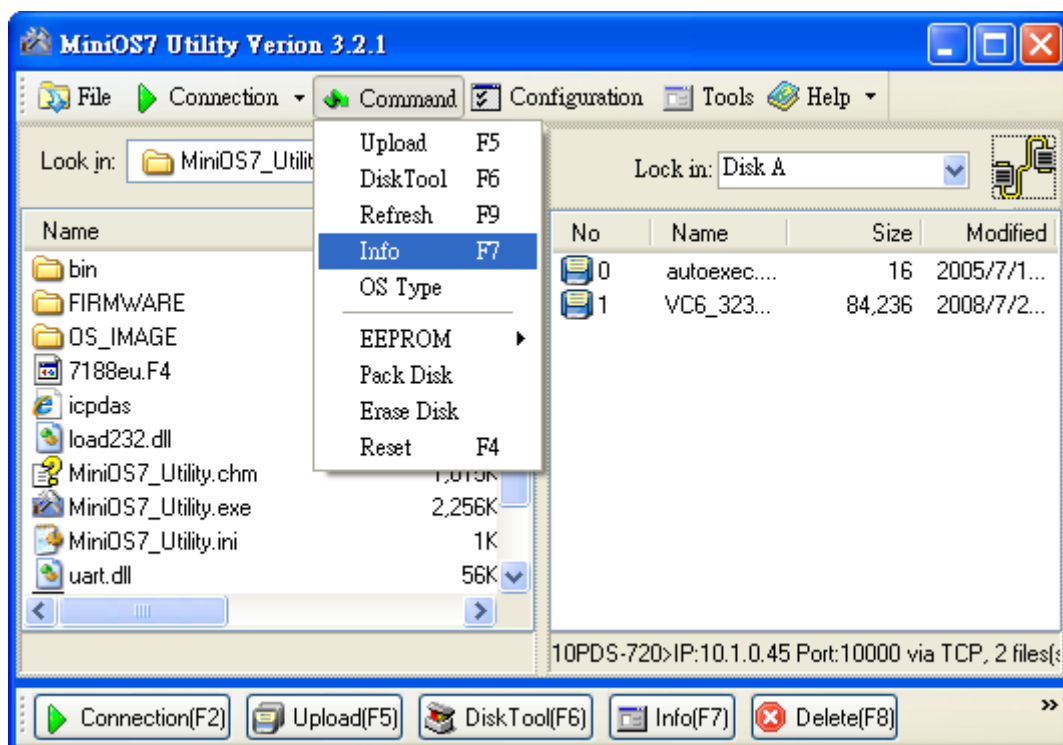 MiniOS7 Utility Verion 3.2.1
File Connection Command Configuration Tools Help
Look in: MiniOS7_Utilit
Upload F5
DiskTool F6
Refresh F9
Info F7
OS Type
EEPROM
Pack Disk
Erase Disk
Reset F4
Lock in: Disk A
Name
bin
FIRMWARE
OS_IMAGE
7188eu.F4
icpdas
load232.dll
MiniOS7_Utility.chm 1,015K
MiniOS7_Utility.exe 2,256K
MiniOS7_Utility.ini 1K
uart.dll 56K
No Name Size Modified
0 autoexec.... 16 2005/7/1...
1 VC6_323... 84,236 2008/7/2...
10PDS-720>IP:10.1.0.45 Port:10000 via TCP, 2 files(
Connection(F2) Upload(F5) DiskTool(F6) Info(F7) Delete(F8) »